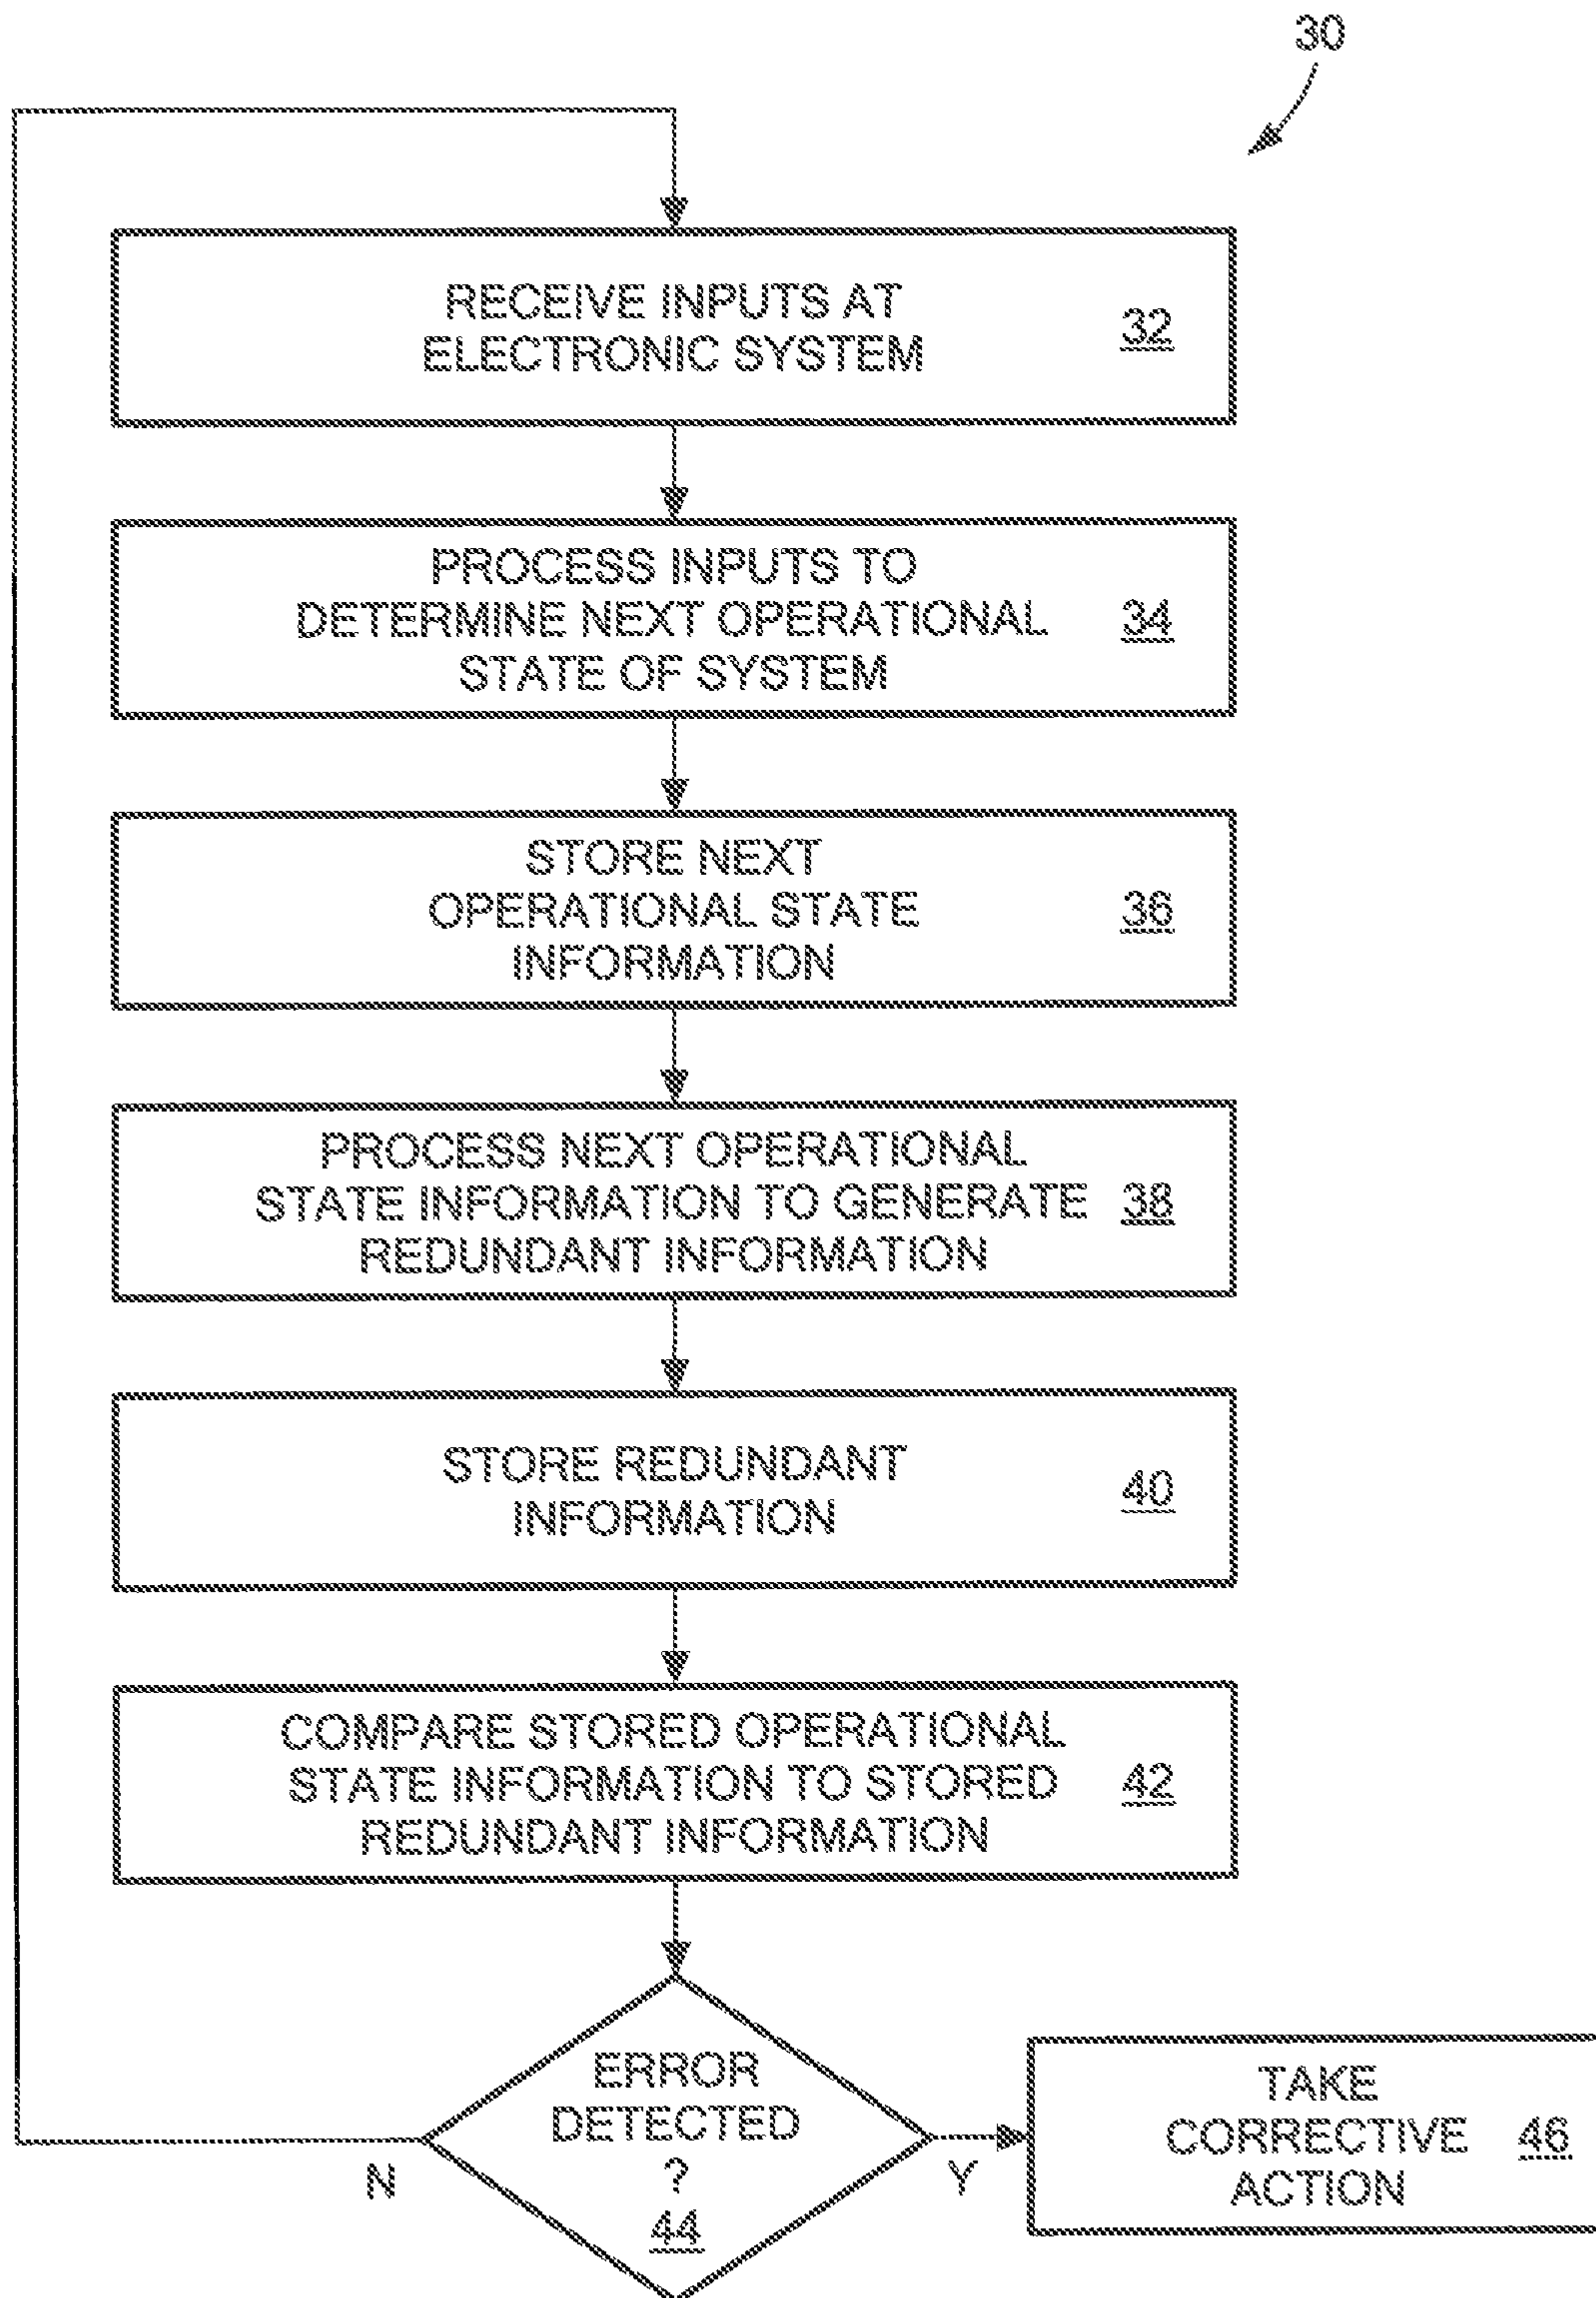 30
RECEIVE INPUTS AT
ELECTRONIC SYSTEM
32
PROCESS INPUTS TO
DETERMINE NEXT OPERATIONAL
STATE OF SYSTEM
34
STORE NEXT
OPERATIONAL STATE
INFORMATION
36
PROCESS NEXT OPERATIONAL
STATE INFORMATION TO GENERATE
REDUNDANT INFORMATION
38
STORE REDUNDANT
INFORMATION
40
COMPARE STORED OPERATIONAL
STATE INFORMATION TO STORED
REDUNDANT INFORMATION
42
ERROR
DETECTED
?
44
N
Y
TAKE
CORRECTIVE
ACTION
46